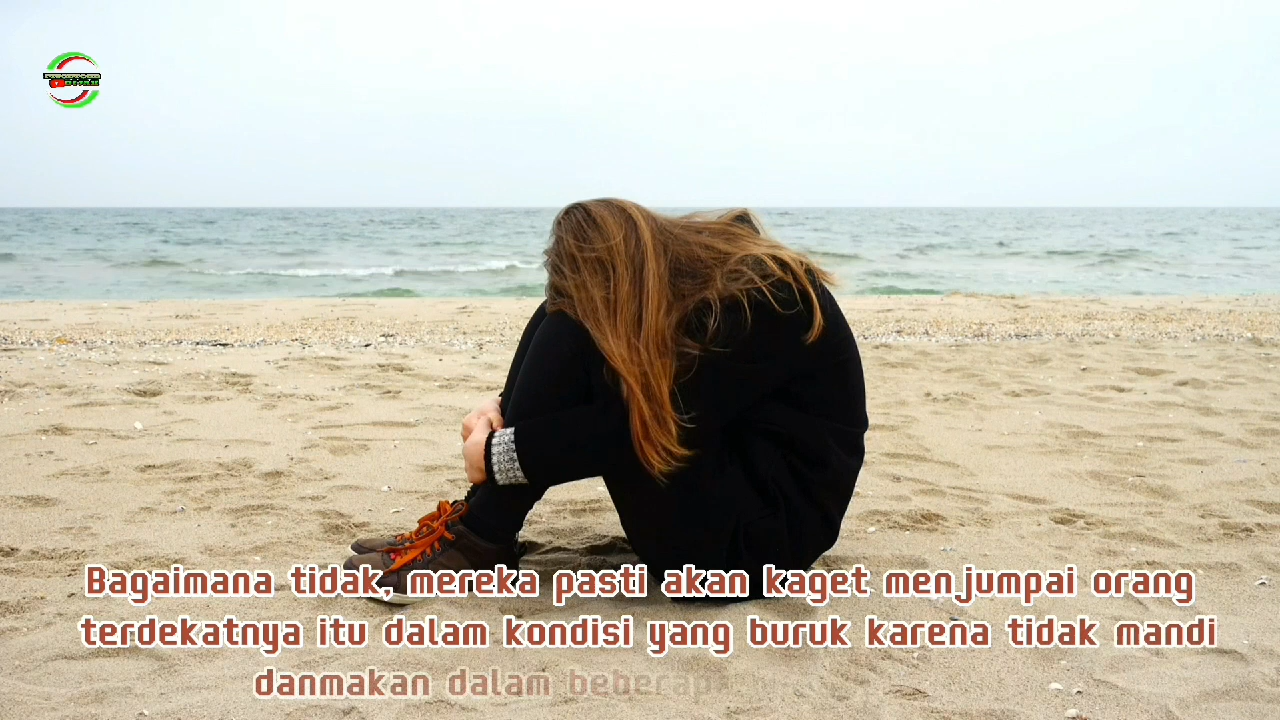 Bagaimana tidak, mereka pasti akan kaget menjumpai orang
terdekatnya itu dalam kondisi yang buruk karena tidak mandi
danmakan dalam